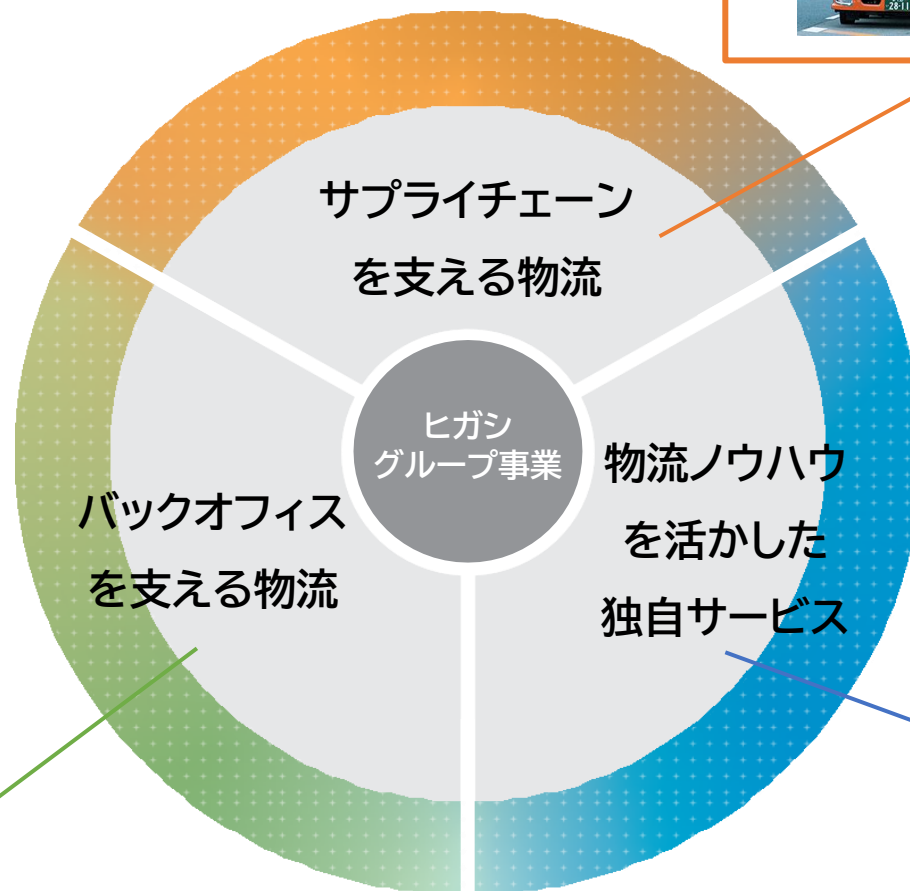 サプライチェーン
を支える物流
ヒガシ
グループ事業
物流ノウハウ
を活かした
独自サービス
バックオフィス
を支える物流